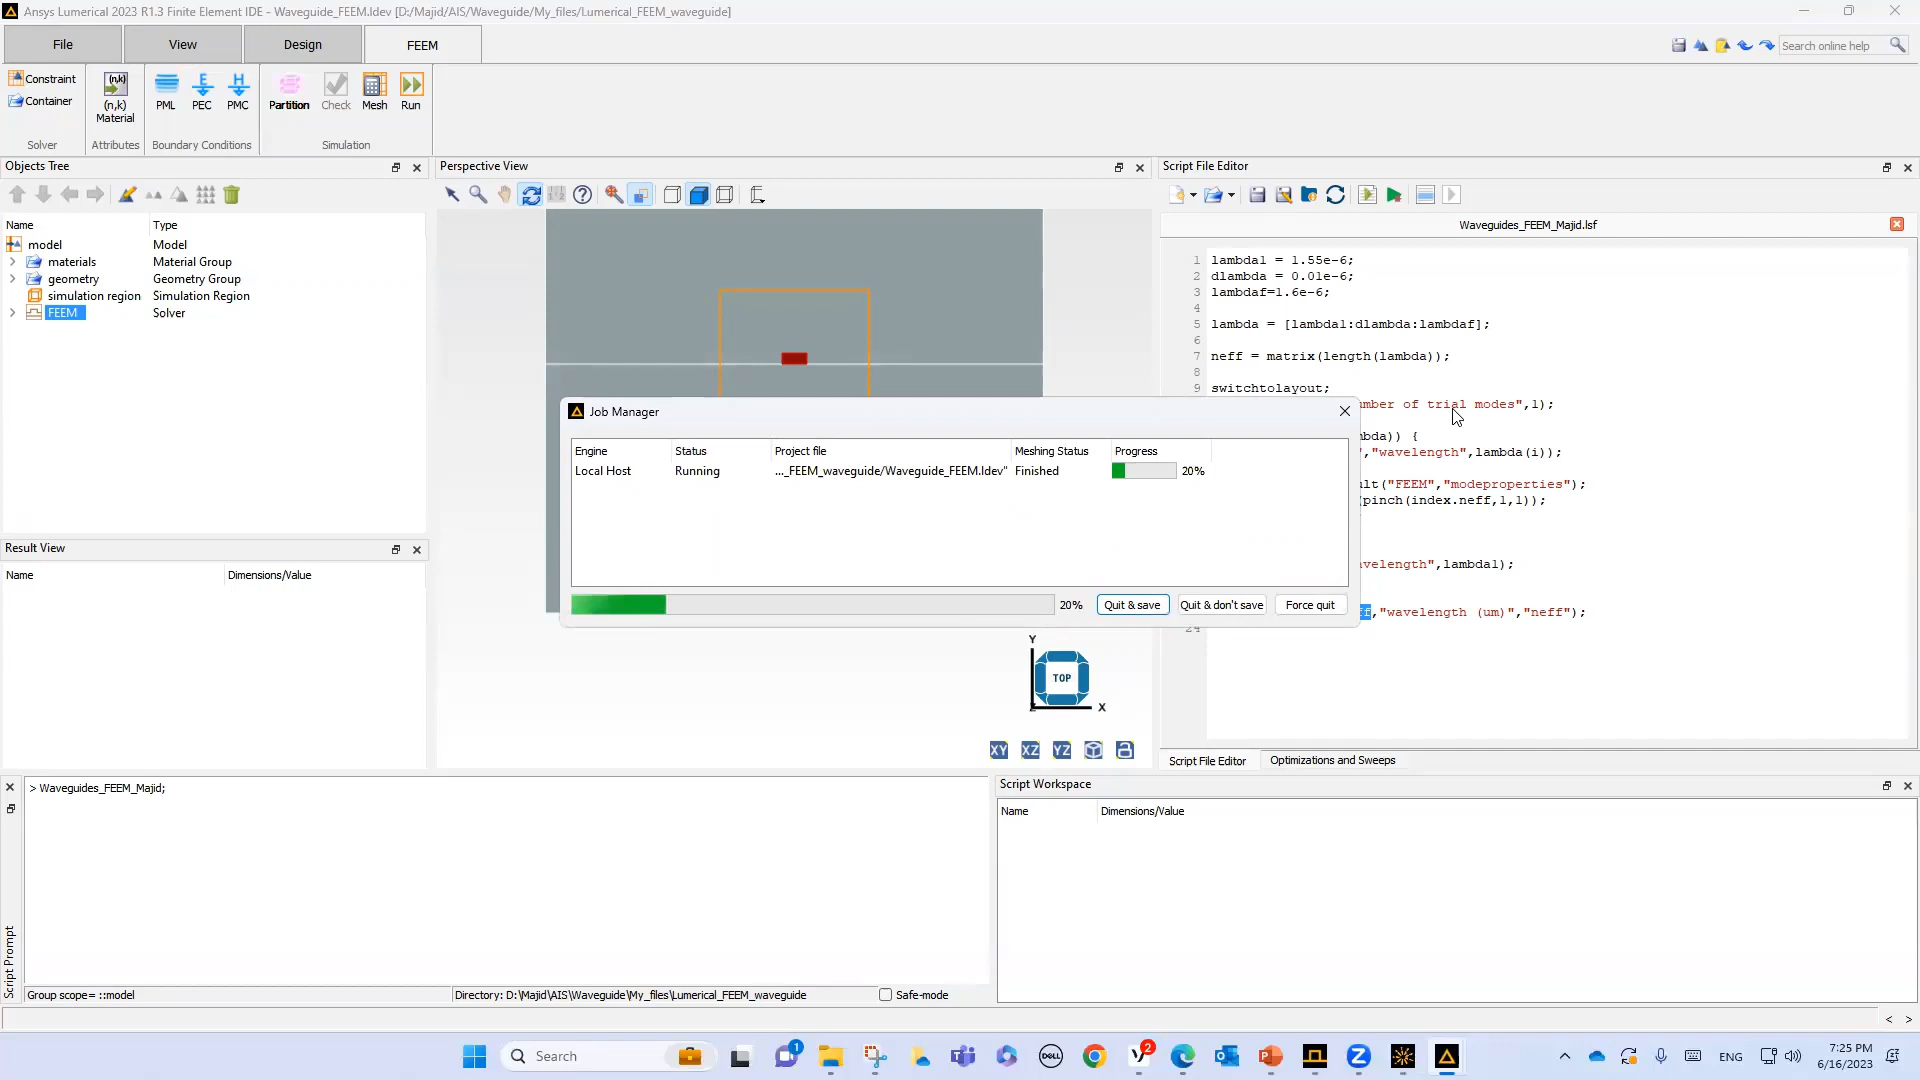 Ansys Lumerical 2023 R1.3 Finite Element IDE - Waveguide_FEEM.ldev [D:/Majid/AIS/Waveguide/My_files/Lumerical_FEEM_waveguide]
File
View
Design
FEEM
Search online help
Constraint
Container
Solver
(n,k)
(n,k)
Material
Attributes
E
H
PML
PEC
PMC
Boundary Conditions
Partition
Check
Mesh
Run
Simulation
Objects Tree
Name
Type
model
Model
materials
Material Group
geometry
Geometry Group
simulation region
Simulation Region
FEEM
Solver
Result View
Name
Dimensions/Value
Perspective View
Job Manager
Engine
Status
Project file
Meshing Status
Progress
Local Host
Running
..._FEEM_waveguide/Waveguide_FEEM.ldev"
Finished
20%
20%
Quit & save
Quit & don't save
Force quit
Y
TOP
X
Z
XY
XZ
YZ
Script File Editor
Waveguides_FEEM_Majid.lsf
1 lambda1 = 1.55e-6;
2 dlambda = 0.01e-6;
3 lambdaf=1.6e-6;
4
5 lambda = [lambda1:dlambda:lambdaf];
6
7 neff = matrix(length(lambda));
8
9 switchtolayout;
umber of trial modes",1);
bda)) {
","wavelength",lambda(i));
ult("FEEM","modeproperties");
(pinch(index.neff,1,1));
avelength",lambda1);
ff,"wavelength (um)","neff");
24
Script File Editor
Optimizations and Sweeps
> Waveguides_FEEM_Majid;
Script Prompt
Group scope= ::model
Directory: D:\Majid\AIS\Waveguide\My_files\Lumerical_FEEM_waveguide
Safe-mode
Script Workspace
Name
Dimensions/Value
< >
Search
1
DELL
2
ENG
7:25 PM
6/16/2023